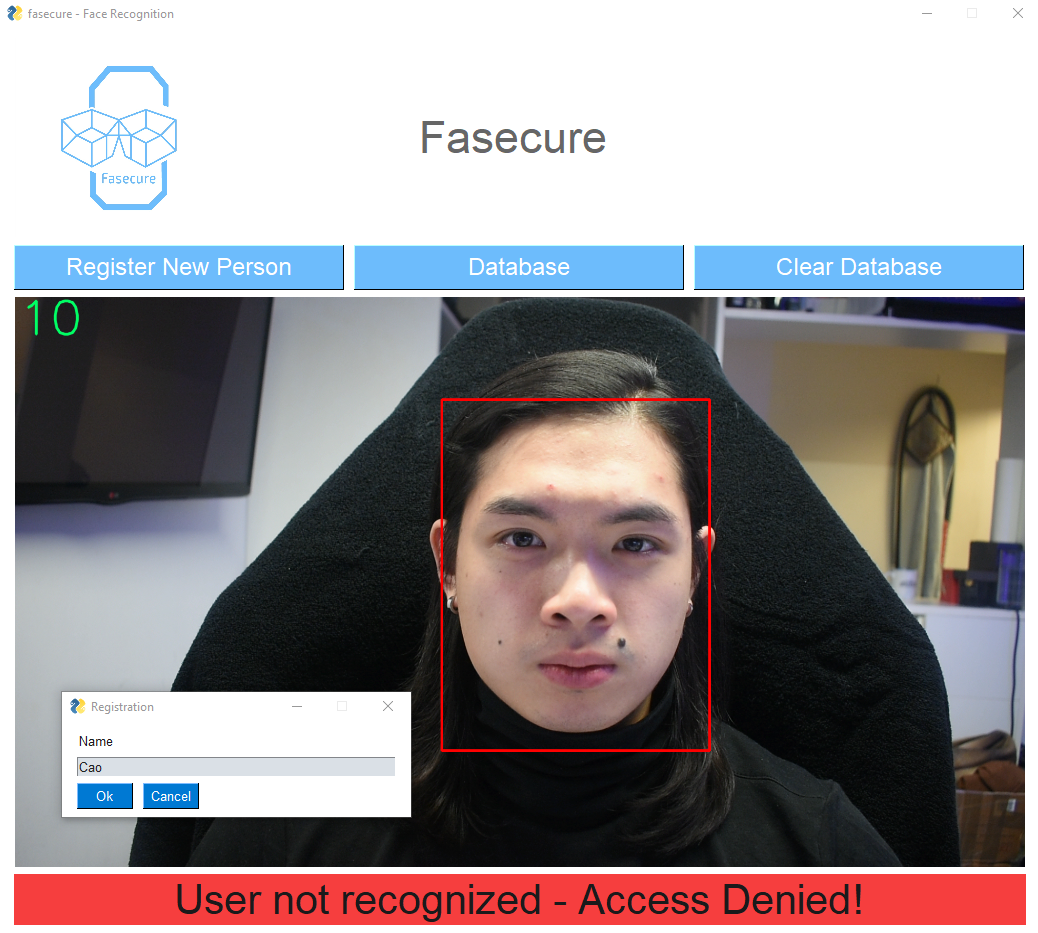 fasecure - Face Recognition
Fasecure
Fasecure
Register New Person
Database
Clear Database
10
Registration
Name
Cao
Ok
Cancel
User not recognized - Access Denied!